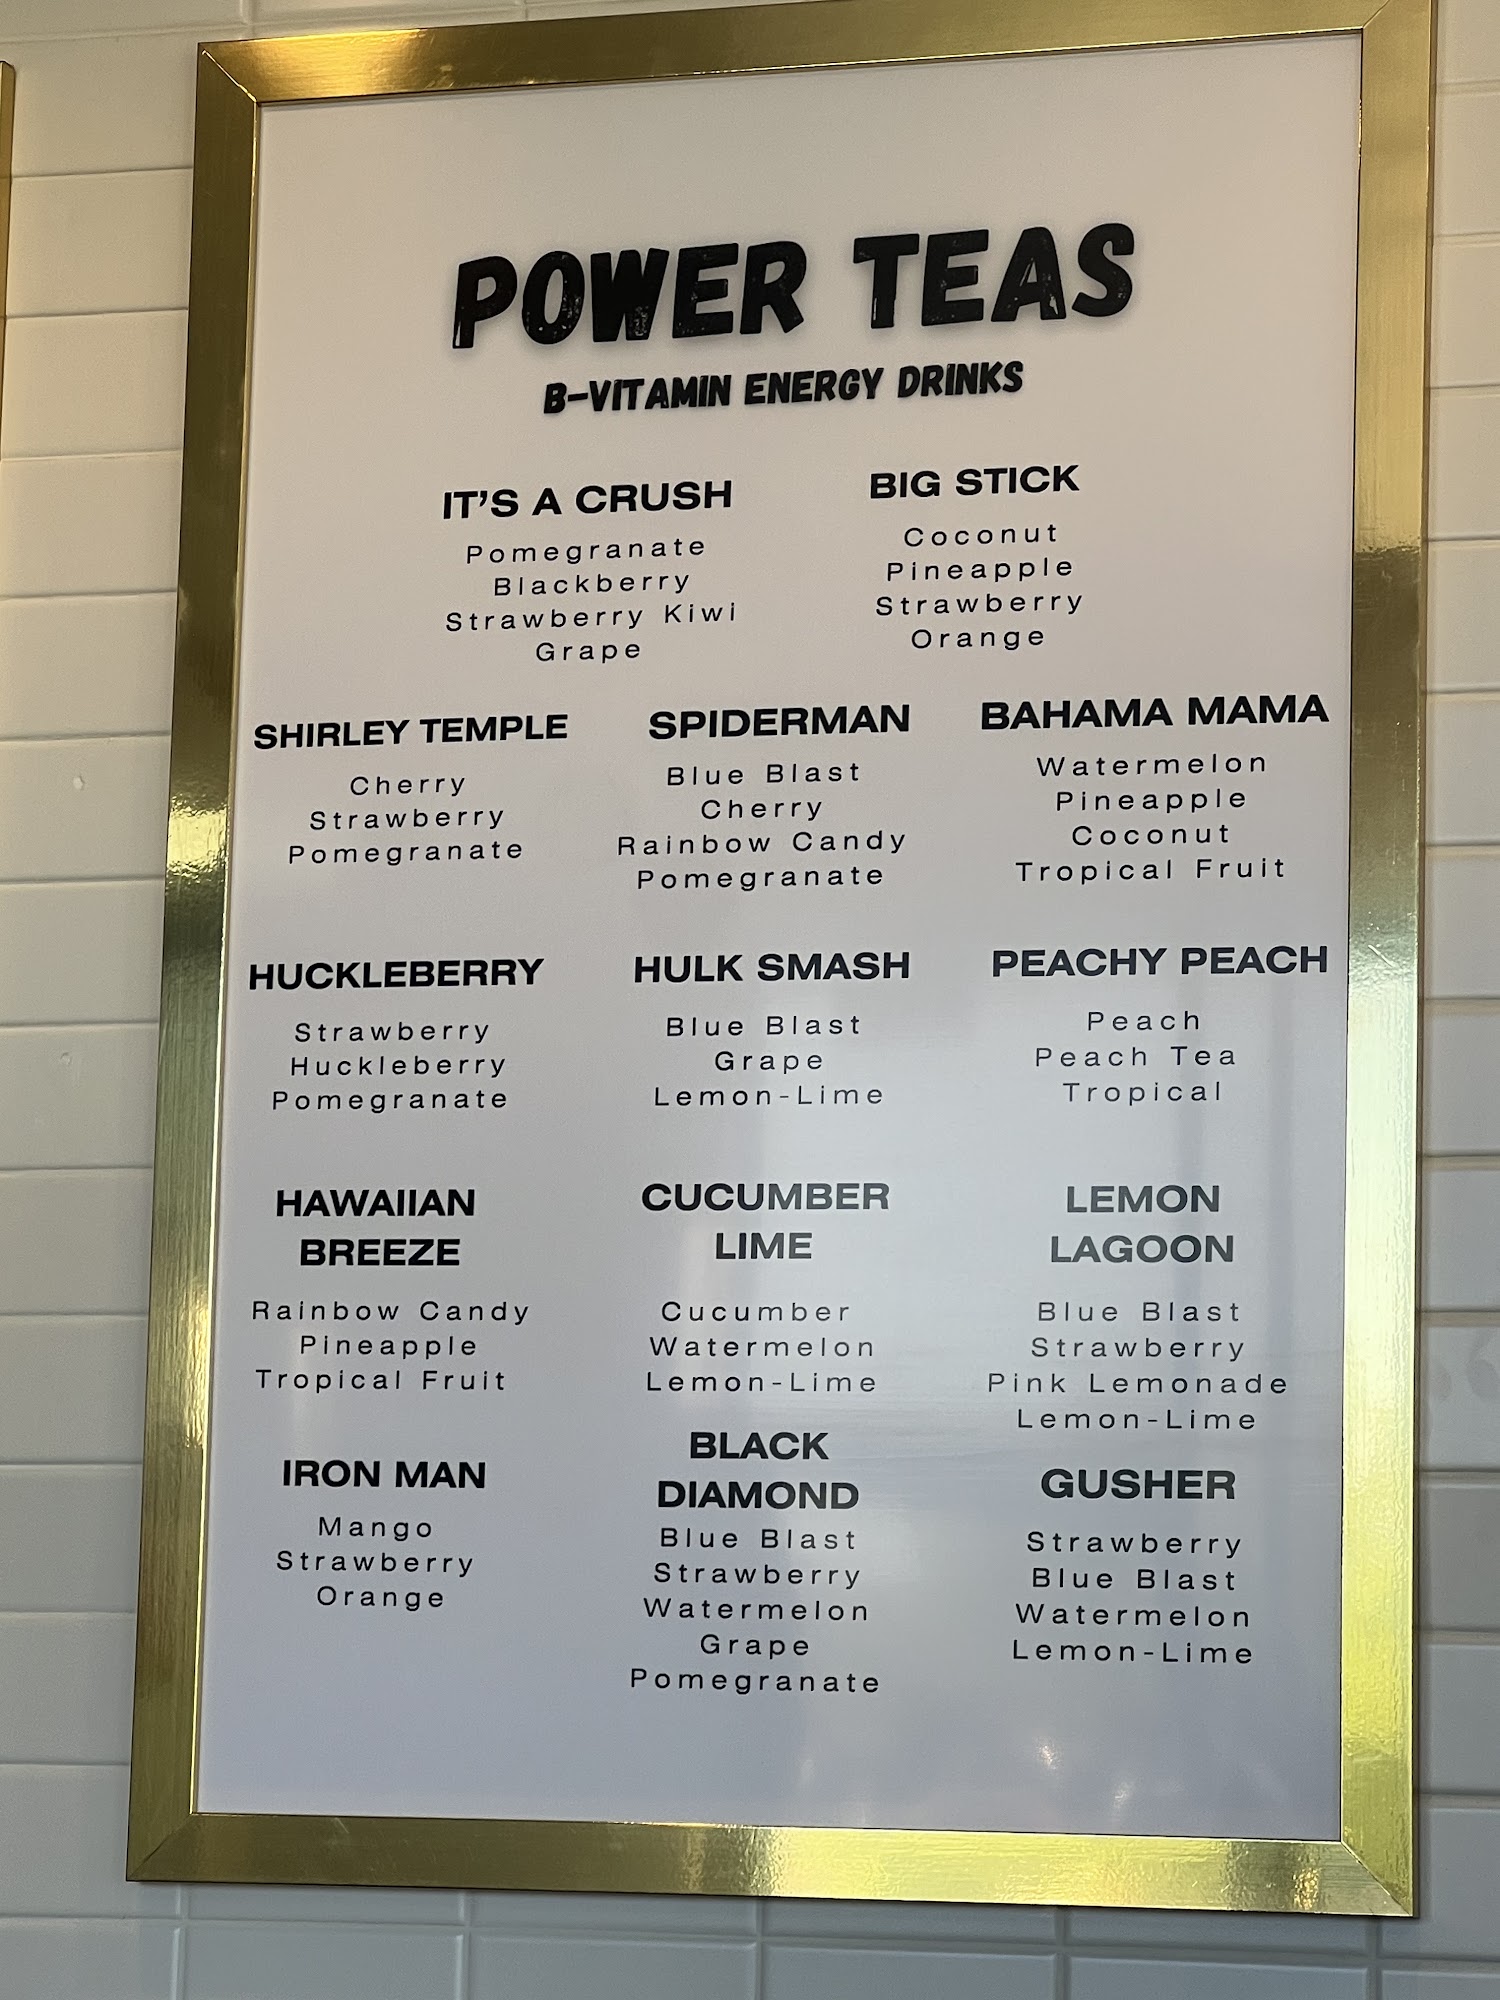 POWER TEAS
B-VITAMIN ENERGY DRINKS
IT'S A CRUSH
Pomegranate
Blackberry
Strawberry Kiwi
Grape
BIG STICK
Coconut
Pineapple
Strawberry
Orange
SHIRLEY TEMPLE
Cherry
Strawberry
Pomegranate
SPIDERMAN
Blue Blast
Cherry
Rainbow Candy
Pomegranate
BAHAMA MAMA
Watermelon
Pineapple
Coconut
Tropical Fruit
HUCKLEBERRY
Strawberry
Huckleberry
Pomegranate
HULK SMASH
Blue Blast
Grape
Lemon-Lime
PEACHY PEACH
Peach
Peach Tea
Tropical
HAWAIIAN
BREEZE
Rainbow Candy
Pineapple
Tropical Fruit
CUCUMBER
LIME
Cucumber
Watermelon
Lemon-Lime
LEMON
LAGOON
Blue Blast
Strawberry
Pink Lemonade
Lemon-Lime
IRON MAN
Mango
Strawberry
Orange
BLACK
DIAMOND
Blue Blast
Strawberry
Watermelon
Grape
Pomegranate
GUSHER
Strawberry
Blue Blast
Watermelon
Lemon-Lime